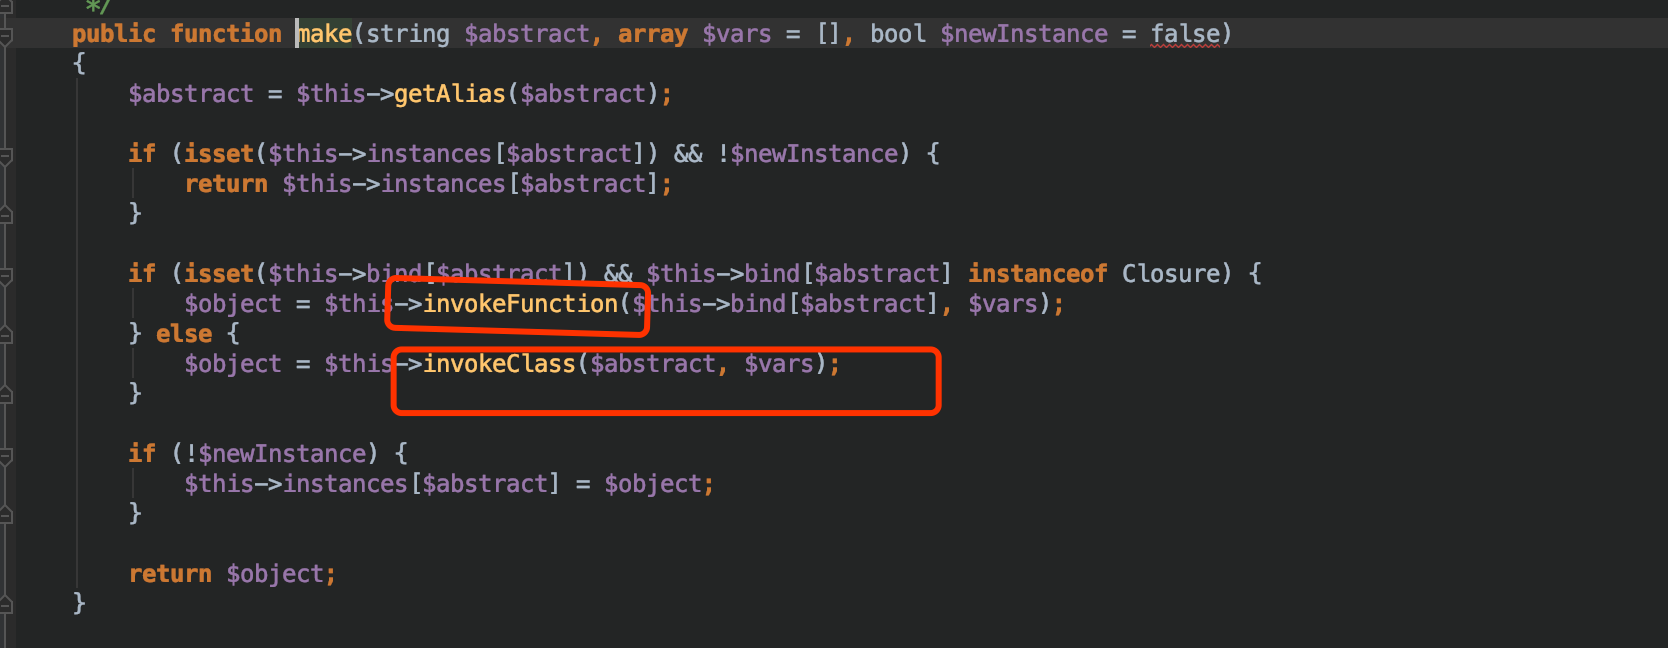 */
public function make(string $abstract, array $vars = [], bool $newInstance = false)
{
$abstract = $this->getAlias($abstract);
if (isset($this->instances[$abstract]) && !$newInstance) {
return $this->instances[$abstract];
}
if (isset($this->bind[$abstract]) && $this->bind[$abstract] instanceof Closure) {
$object = $this->invokeFunction($this->bind[$abstract], $vars);
} else {
$object = $this->invokeClass($abstract, $vars);
}
if (!$newInstance) {
$this->instances[$abstract] = $object;
}
return $object;
}